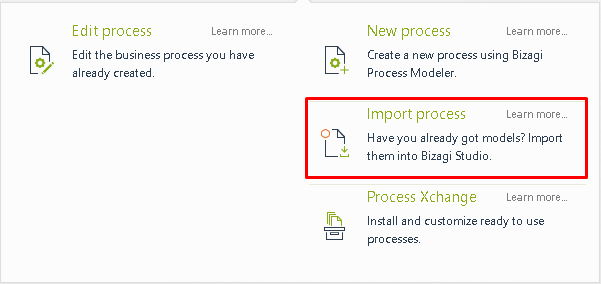 Edit process Learn more...
Edit the business process you have
already created.
New process Learn more...
Create a new process using Bizagi
Process Modeler.
Import process Learn more...
Have you already got models? Import
them into Bizagi Studio.
Process Xchange Learn more...
Install and customize ready to use
processes.